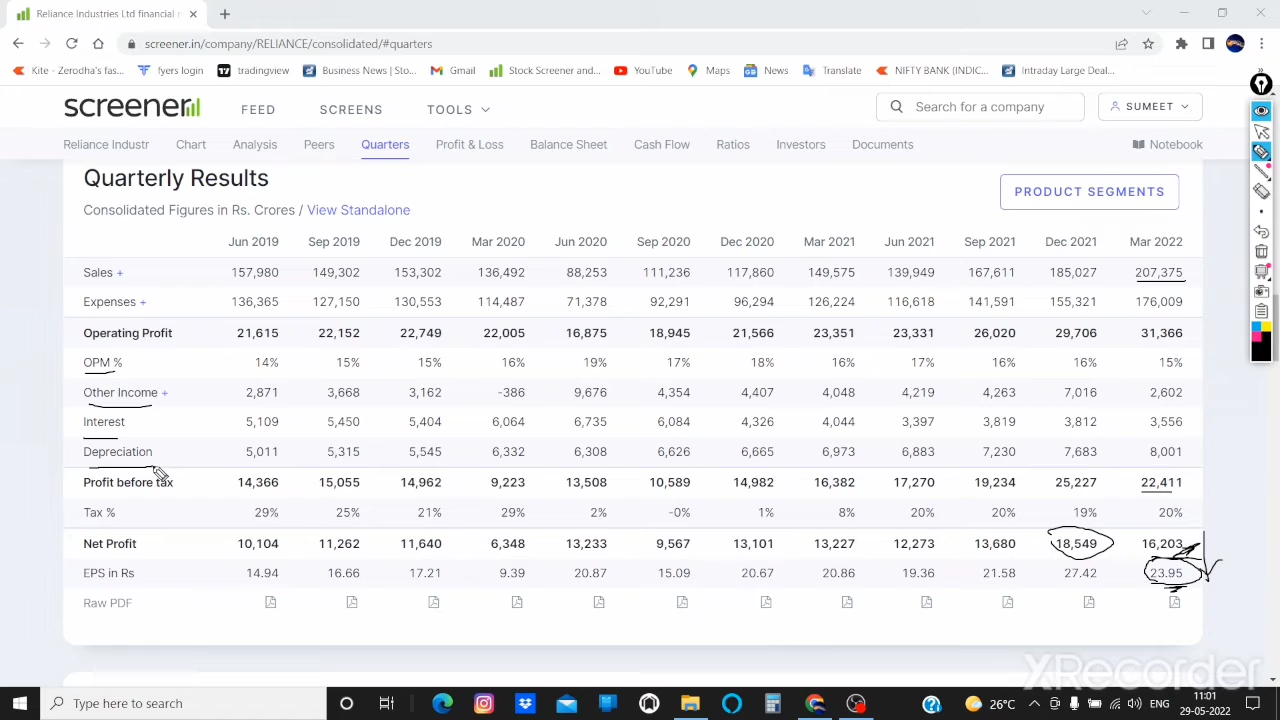 Reliance Industries Ltd financial r
screener.in/company/RELIANCE/consolidated/#quarters
Kite - Zerodha's fas... fyers login tradingview Business News | Sto... Gmail Stock Screener and... YouTube Maps News Translate NIFTY BANK (INDIC... Intraday Large Deal...
screener FEED SCREENS TOOLS Search for a company SUMEET
Reliance Industr Chart Analysis Peers Quarters Profit & Loss Balance Sheet Cash Flow Ratios Investors Documents Notebook
Quarterly Results
PRODUCT SEGMENTS
Consolidated Figures in Rs. Crores / View Standalone
Jun 2019 Sep 2019 Dec 2019 Mar 2020 Jun 2020 Sep 2020 Dec 2020 Mar 2021 Jun 2021 Sep 2021 Dec 2021 Mar 2022
Sales + 157,980 149,302 153,302 136,492 88,253 111,236 117,860 149,575 139,949 167,611 185,027 207,375
Expenses + 136,365 127,150 130,553 114,487 71,378 92,291 96,294 126,224 116,618 141,591 155,321 176,009
Operating Profit 21,615 22,152 22,749 22,005 16,875 18,945 21,566 23,351 23,331 26,020 29,706 31,366
OPM % 14% 15% 15% 16% 19% 17% 18% 16% 17% 16% 16% 15%
Other Income + 2,871 3,668 3,162 -386 9,676 4,354 4,407 4,048 4,219 4,263 7,016 2,602
Interest 5,109 5,450 5,404 6,064 6,735 6,084 4,326 4,044 3,397 3,819 3,812 3,556
Depreciation 5,011 5,315 5,545 6,332 6,308 6,626 6,665 6,973 6,883 7,230 7,683 8,001
Profit before tax 14,366 15,055 14,962 9,223 13,508 10,589 14,982 16,382 17,270 19,234 25,227 22,411
Tax % 29% 25% 21% 29% 2% -0% 1% 8% 20% 20% 19% 20%
Net Profit 10,104 11,262 11,640 6,348 13,233 9,567 13,101 13,227 12,273 13,680 18,549 16,203
EPS in Rs 14.94 16.66 17.21 9.39 20.87 15.09 20.67 20.86 19.36 21.58 27.42 23.95
Raw PDF
XRecorder
Type here to search 26°C ENG 11:01
29-05-2022